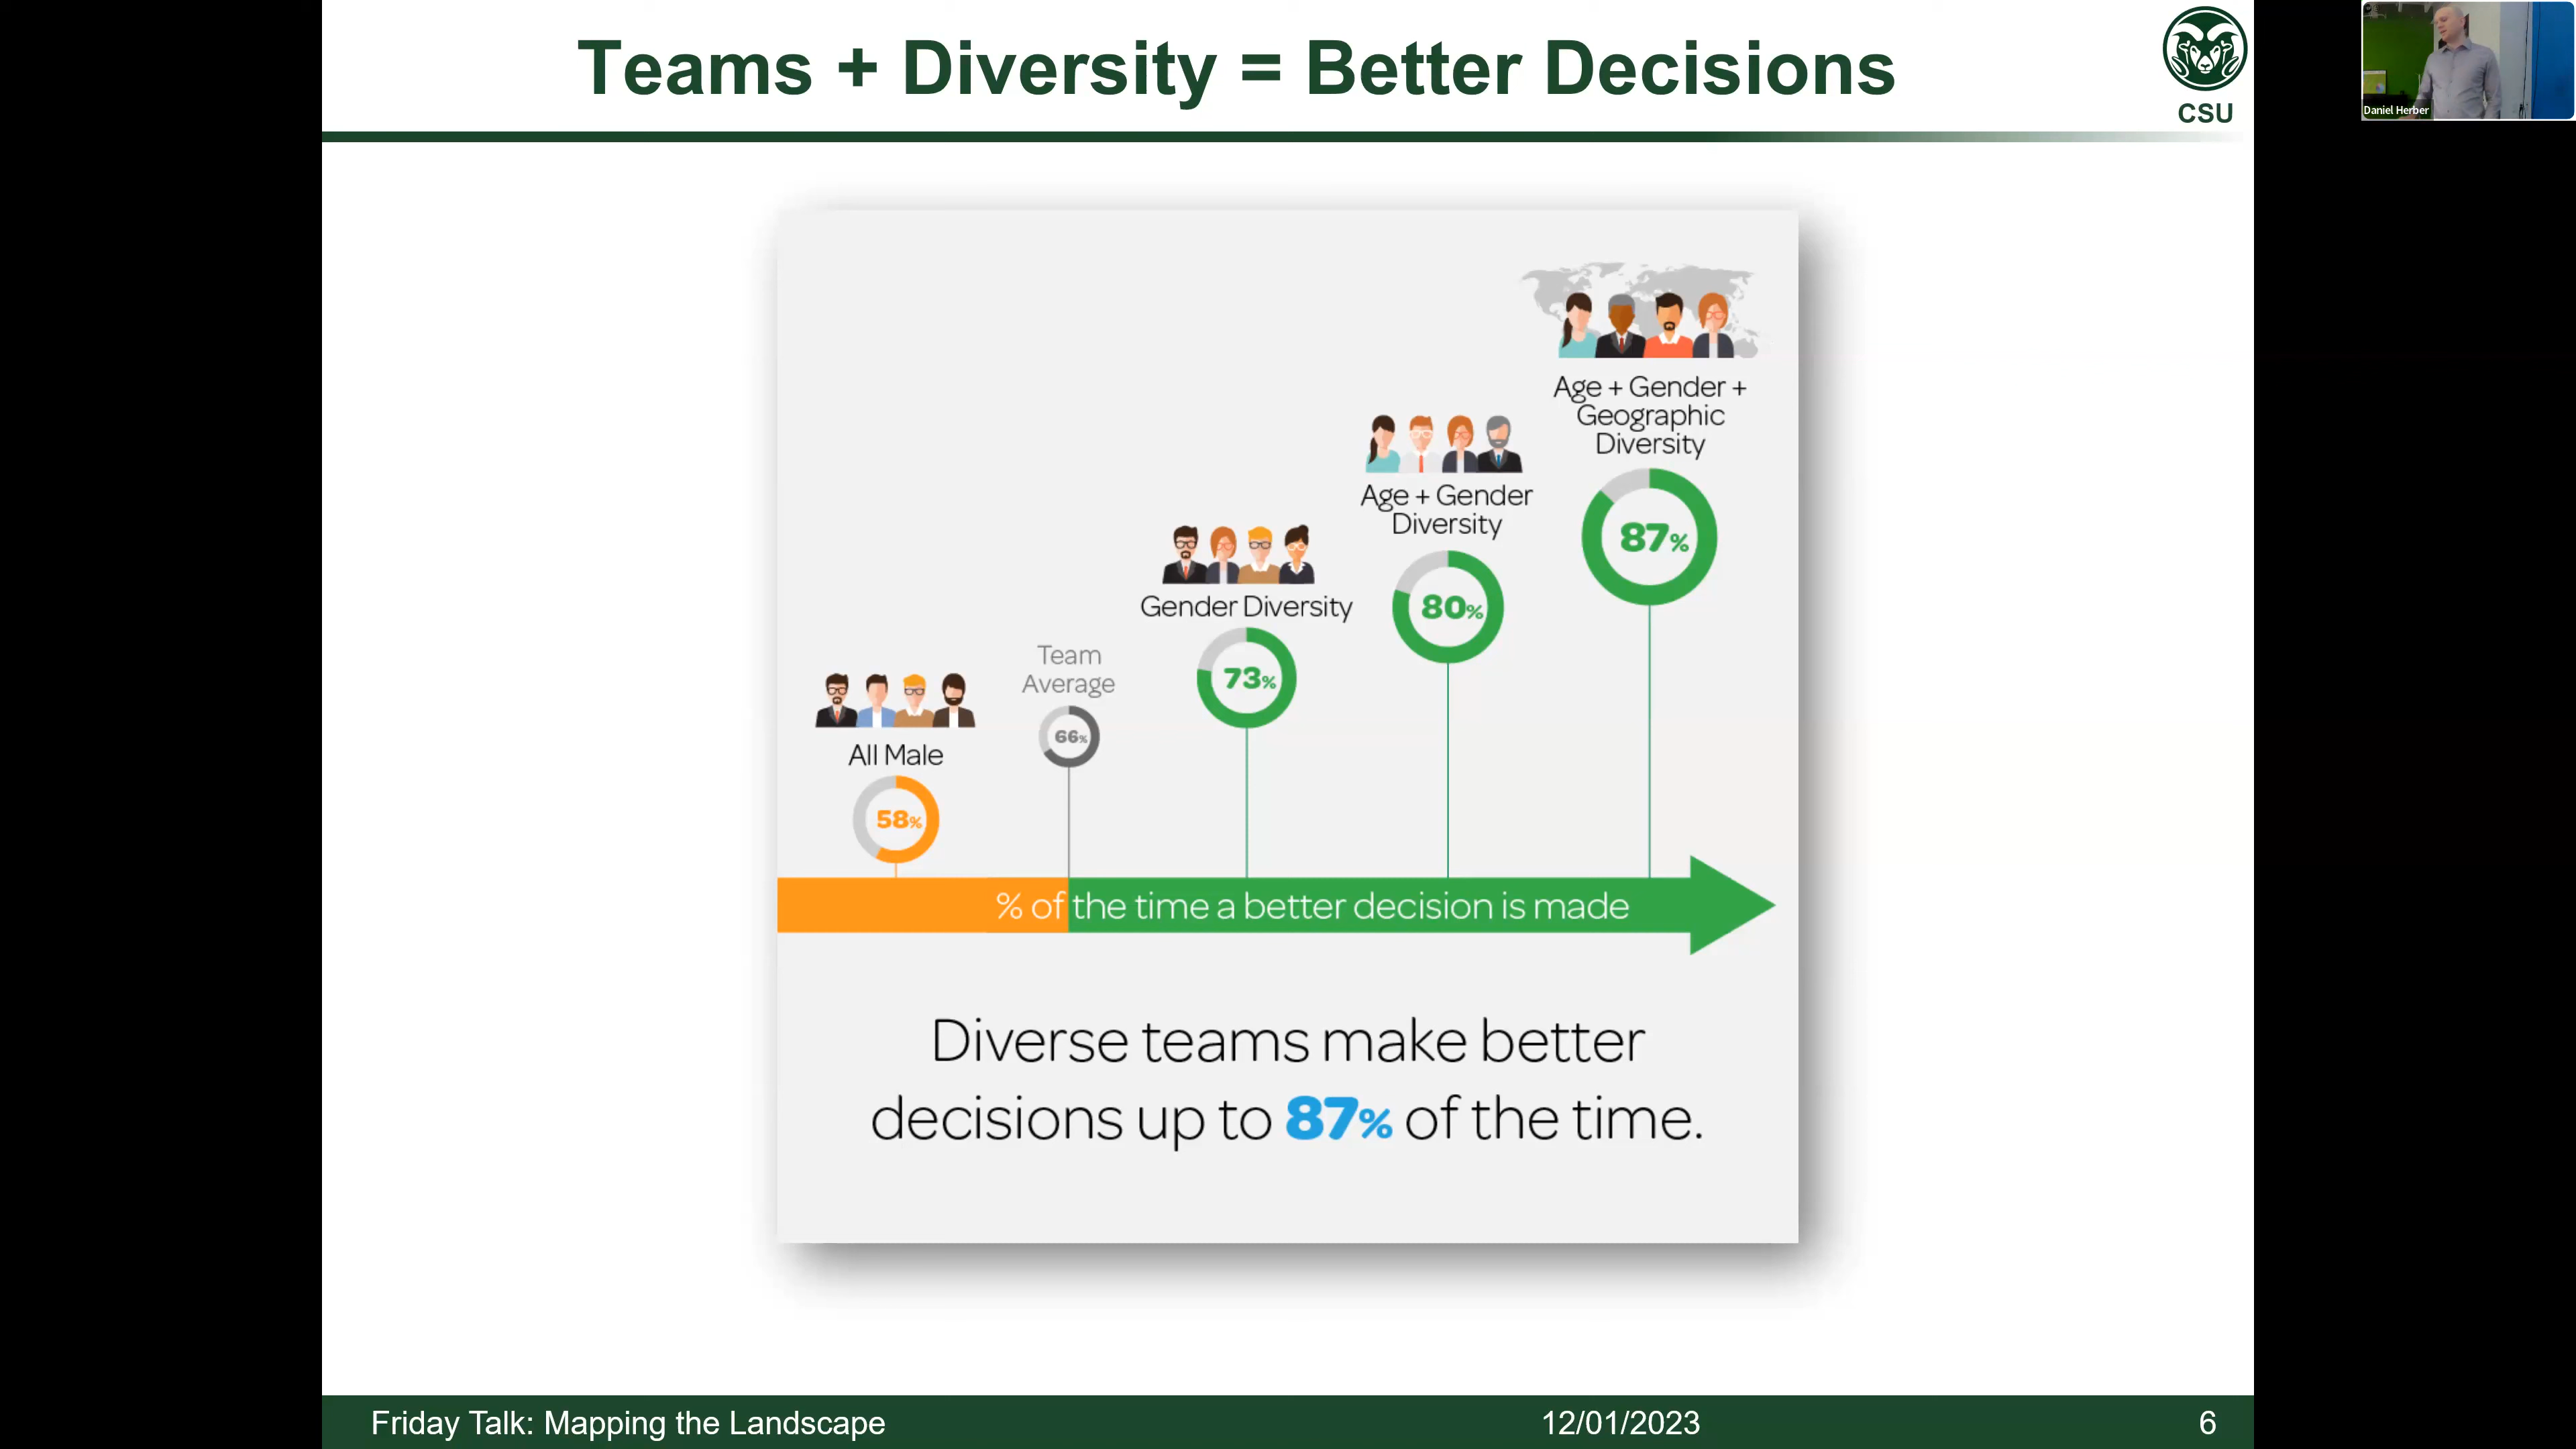 Teams + Diversity = Better Decisions
CSU
Daniel Herber
Age + Gender +
Geographic
Diversity
87%
Age + Gender
Diversity
80%
Gender Diversity
73%
Team
Average
66%
All Male
58%
% of the time a better decision is made
Diverse teams make better
decisions up to 87% of the time.
Friday Talk: Mapping the Landscape
12/01/2023
6